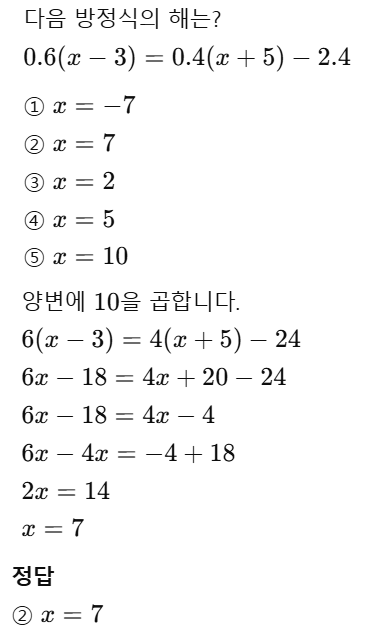 다음 방정식의 해는?
0.6(x − 3) = 0.4(x + 5) − 2.4
① x = −7
② x = 7
③ x = 2
④ x = 5
⑤ x = 10
양변에 10을 곱합니다.
6(x − 3) = 4(x + 5) − 24
6x − 18 = 4x + 20 − 24
6x − 18 = 4x − 4
6x − 4x = −4 + 18
2x = 14
x = 7
정답
② x = 7